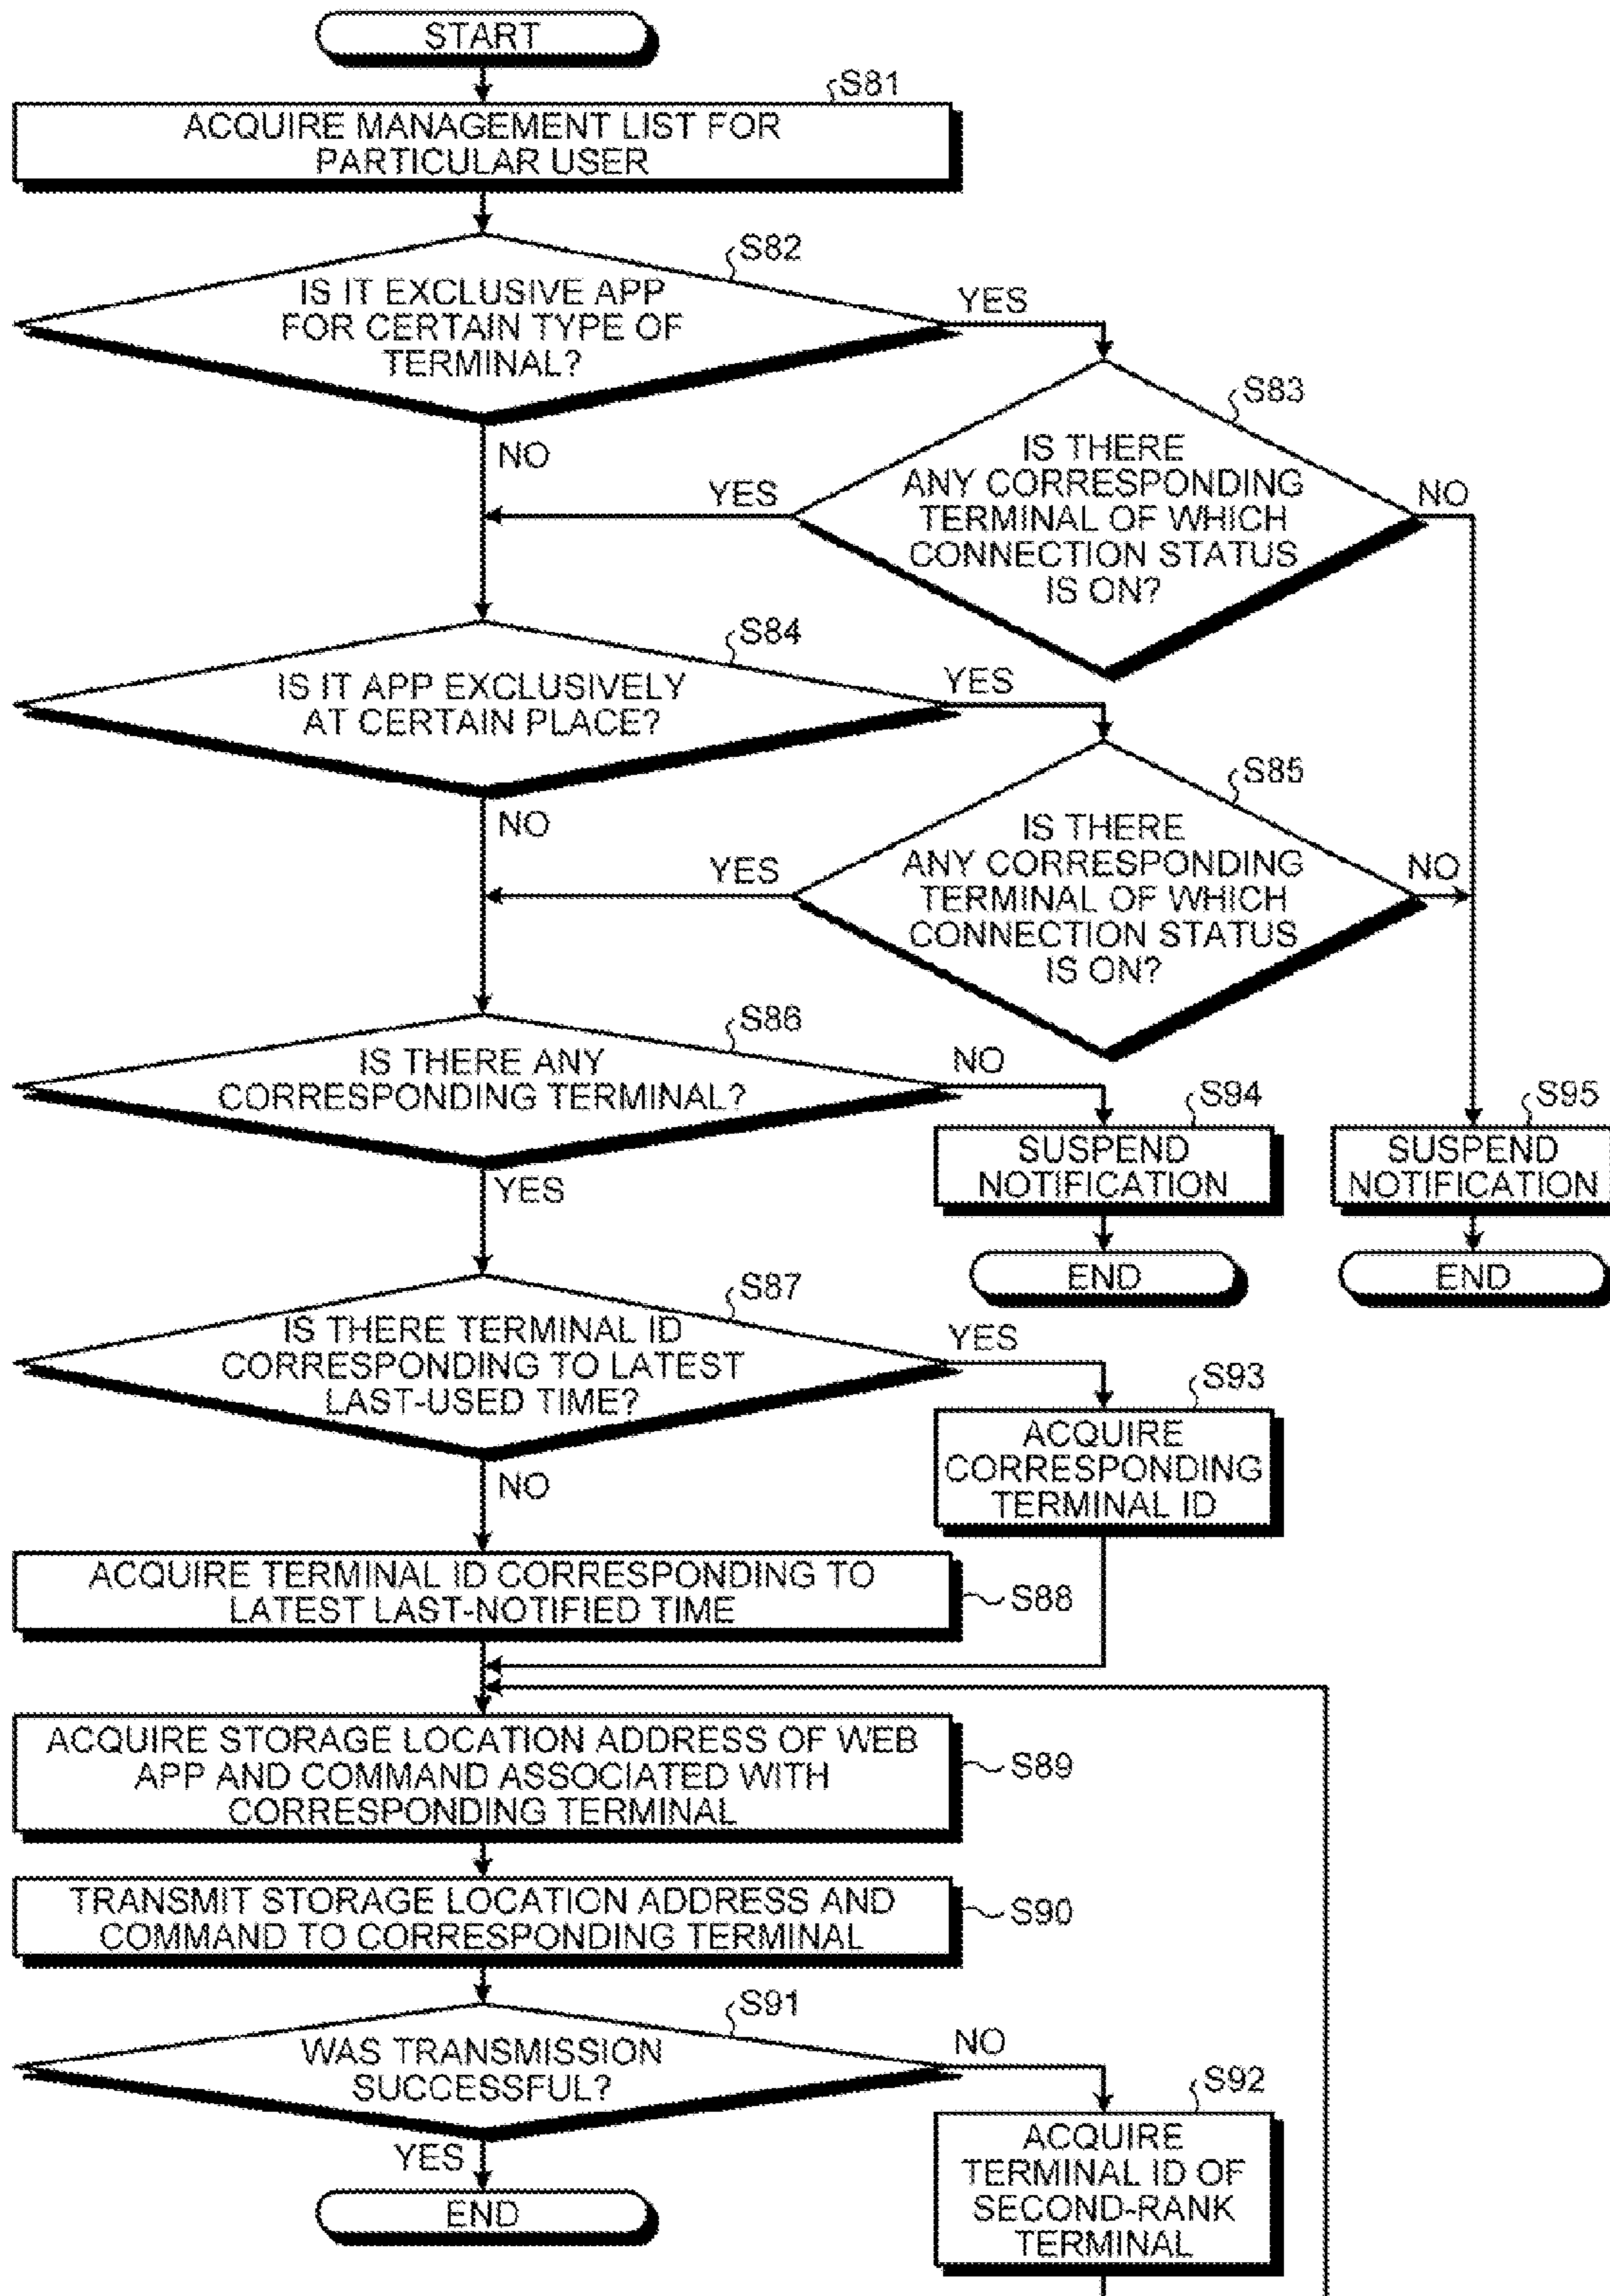 START
S81
ACQUIRE MANAGEMENT LIST FOR
PARTICULAR USER
S82
IS IT EXCLUSIVE APP
FOR CERTAIN TYPE OF
TERMINAL?
YES
NO
S83
IS THERE
ANY CORRESPONDING
TERMINAL OF WHICH
CONNECTION STATUS
IS ON?
YES
NO
S84
IS IT APP EXCLUSIVELY
AT CERTAIN PLACE?
YES
NO
S85
IS THERE
ANY CORRESPONDING
TERMINAL OF WHICH
CONNECTION STATUS
IS ON?
YES
NO
S86
IS THERE ANY
CORRESPONDING TERMINAL?
NO
YES
S94
SUSPEND
NOTIFICATION
END
S95
SUSPEND
NOTIFICATION
END
S87
IS THERE TERMINAL ID
CORRESPONDING TO LATEST
LAST-USED TIME?
YES
NO
S93
ACQUIRE
CORRESPONDING
TERMINAL ID
ACQUIRE TERMINAL ID CORRESPONDING TO
LATEST LAST-NOTIFIED TIME
S88
ACQUIRE STORAGE LOCATION ADDRESS OF WEB
APP AND COMMAND ASSOCIATED WITH
CORRESPONDING TERMINAL
S89
TRANSMIT STORAGE LOCATION ADDRESS AND
COMMAND TO CORRESPONDING TERMINAL
S90
S91
WAS TRANSMISSION
SUCCESSFUL?
NO
YES
END
S92
ACQUIRE
TERMINAL ID OF
SECOND-RANK
TERMINAL